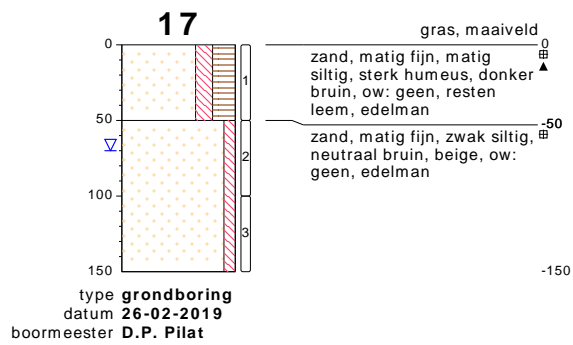 17
gras, maaiveld
0
0
zand, matig fijn, matig
siltig, sterk humeus, donker
bruin, ow: geen, resten
leem, edelman
1
50
-50
zand, matig fijn, zwak siltig,
neutraal bruin, beige, ow:
geen, edelman
2
100
3
150
-150
type grondboring
datum 26-02-2019
boormeester D.P. Pilat